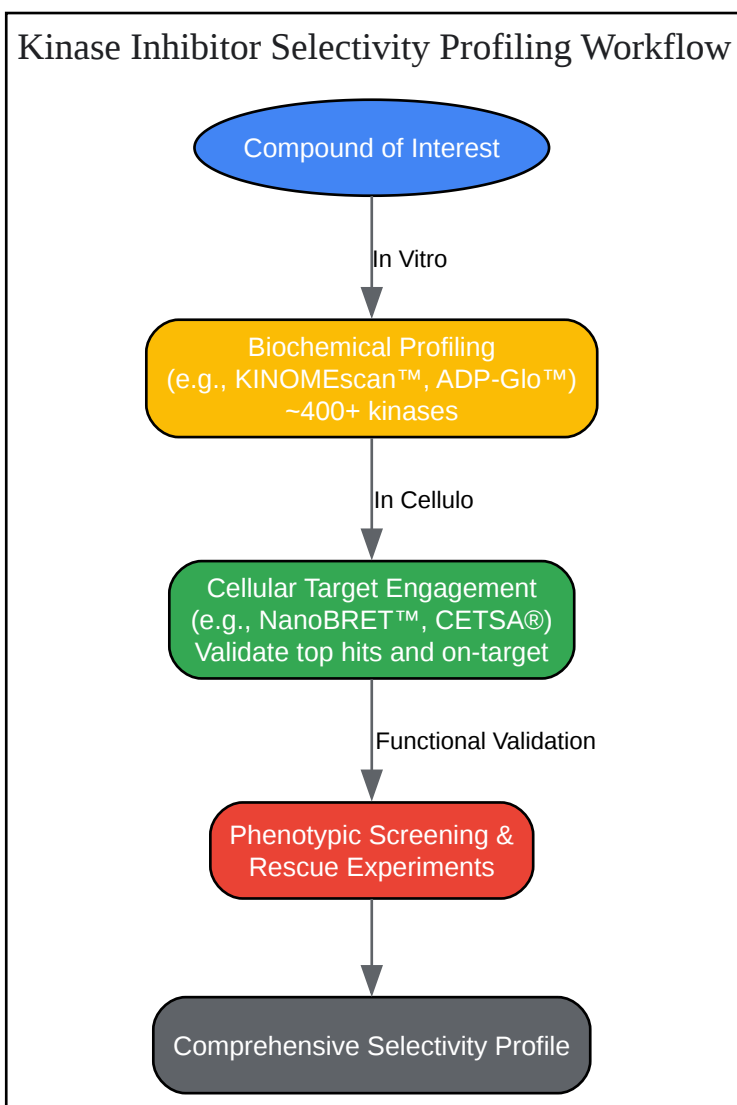 Kinase Inhibitor Selectivity Profiling Workflow
Compound of Interest
In Vitro
Biochemical Profiling
(e.g., KINOMEscan™, ADP-Glo™)
~400+ kinases
In Cellulo
Cellular Target Engagement
(e.g., NanoBRET™, CETSA®)
Validate top hits and on-target
Functional Validation
Phenotypic Screening &
Rescue Experiments
Comprehensive Selectivity Profile